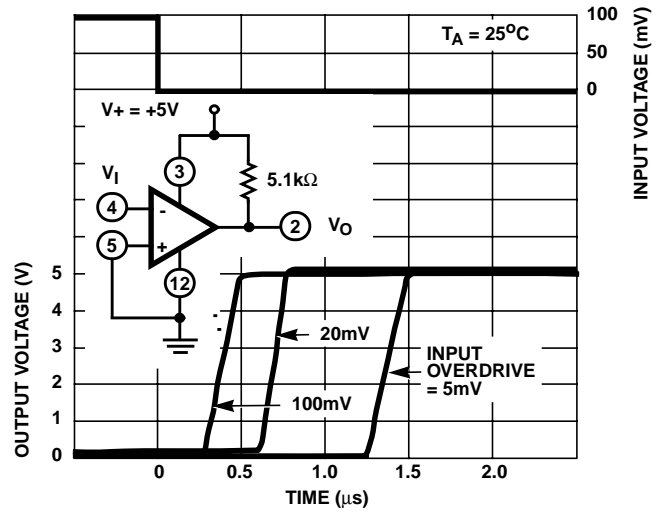 T_A = 25°C
100
50
0
INPUT VOLTAGE (mV)
V+ = +5V
3
5.1kΩ
V_I
4
-
5
+
2
V_O
12
OUTPUT VOLTAGE (V)
5
4
3
2
1
0
20mV
100mV
INPUT
OVERDRIVE
= 5mV
0
0.5
1.0
1.5
2.0
TIME (μs)